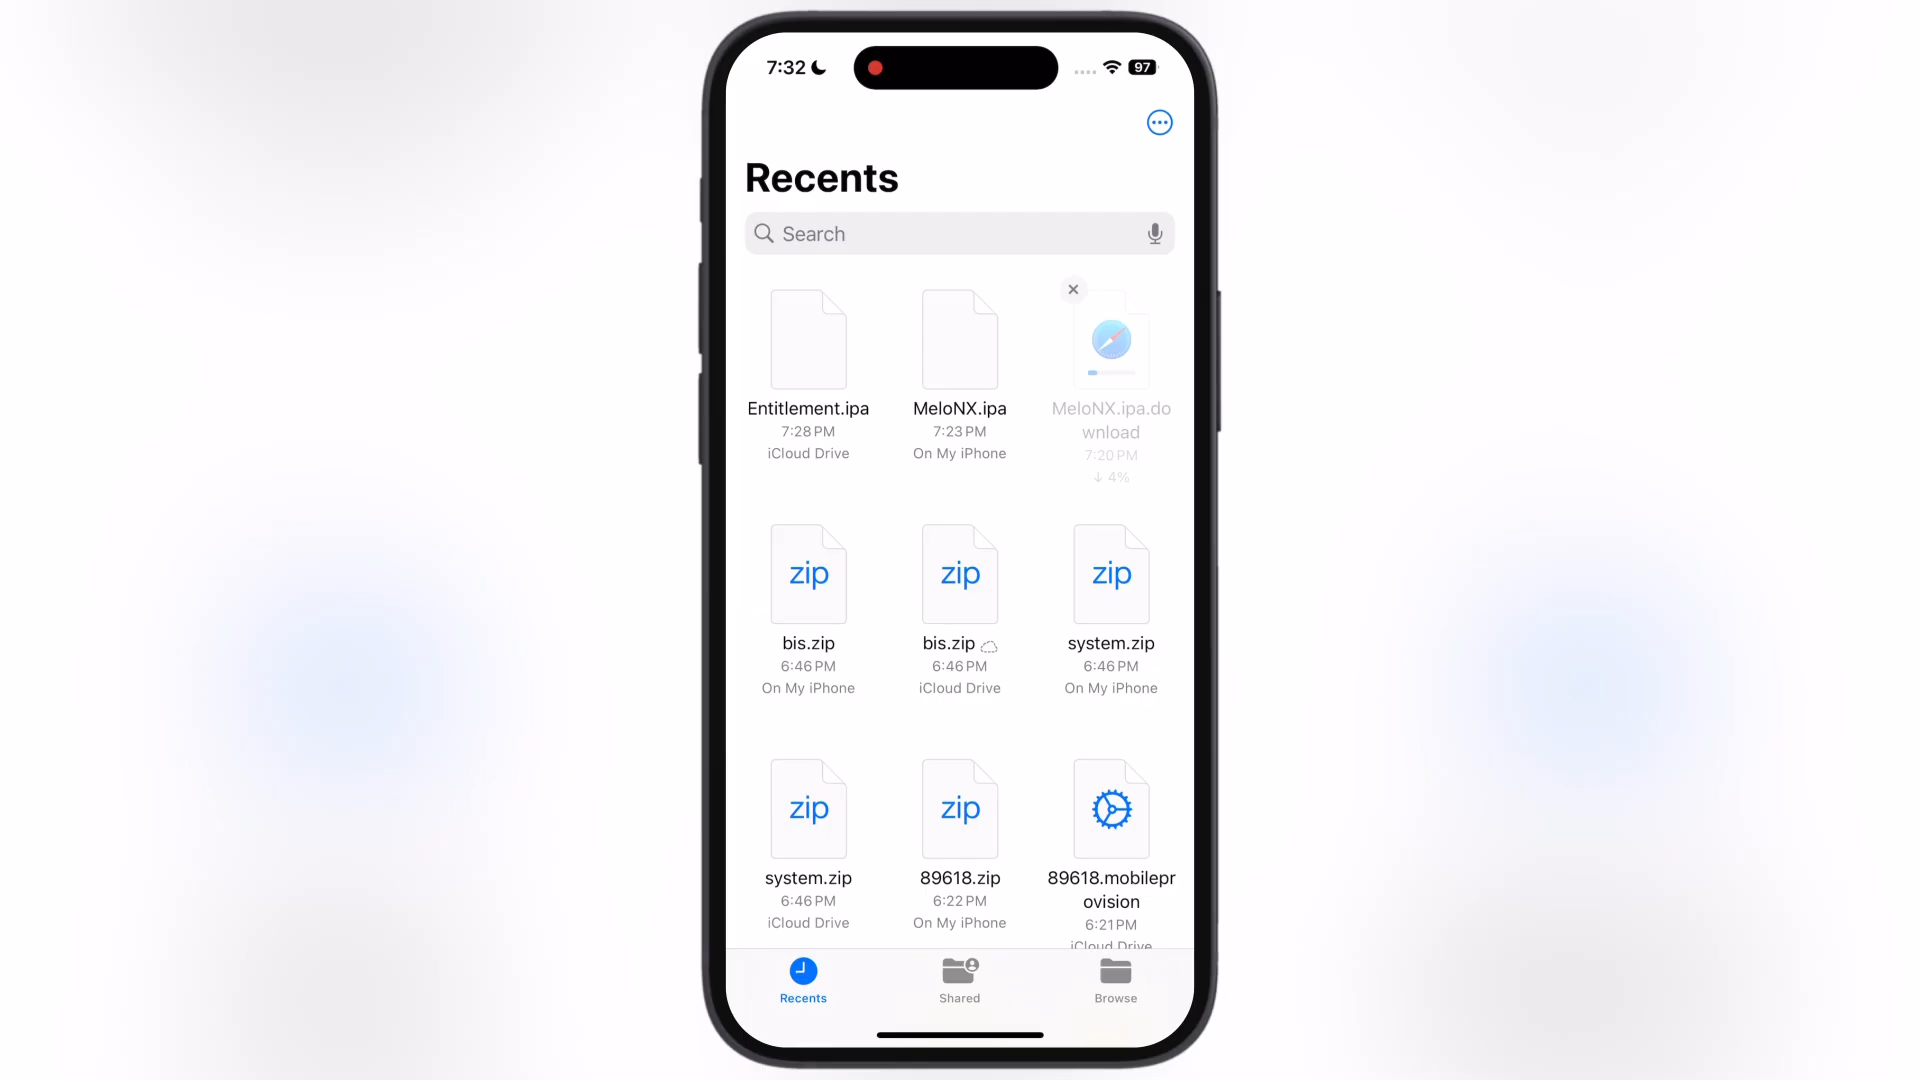 7:32
97
Recents
Search
Entitlement.ipa
7:28 PM
iCloud Drive
MeloNX.ipa
7:23 PM
On My iPhone
MeloNX.ipa.do
wnload
7:20 PM
↓ 4%
zip
bis.zip
6:46 PM
On My iPhone
zip
bis.zip
6:46 PM
iCloud Drive
zip
system.zip
6:46 PM
On My iPhone
zip
system.zip
6:46 PM
iCloud Drive
zip
89618.zip
6:22 PM
On My iPhone
89618.mobilepr
ovision
6:21 PM
iCloud Drive
Recents
Shared
Browse